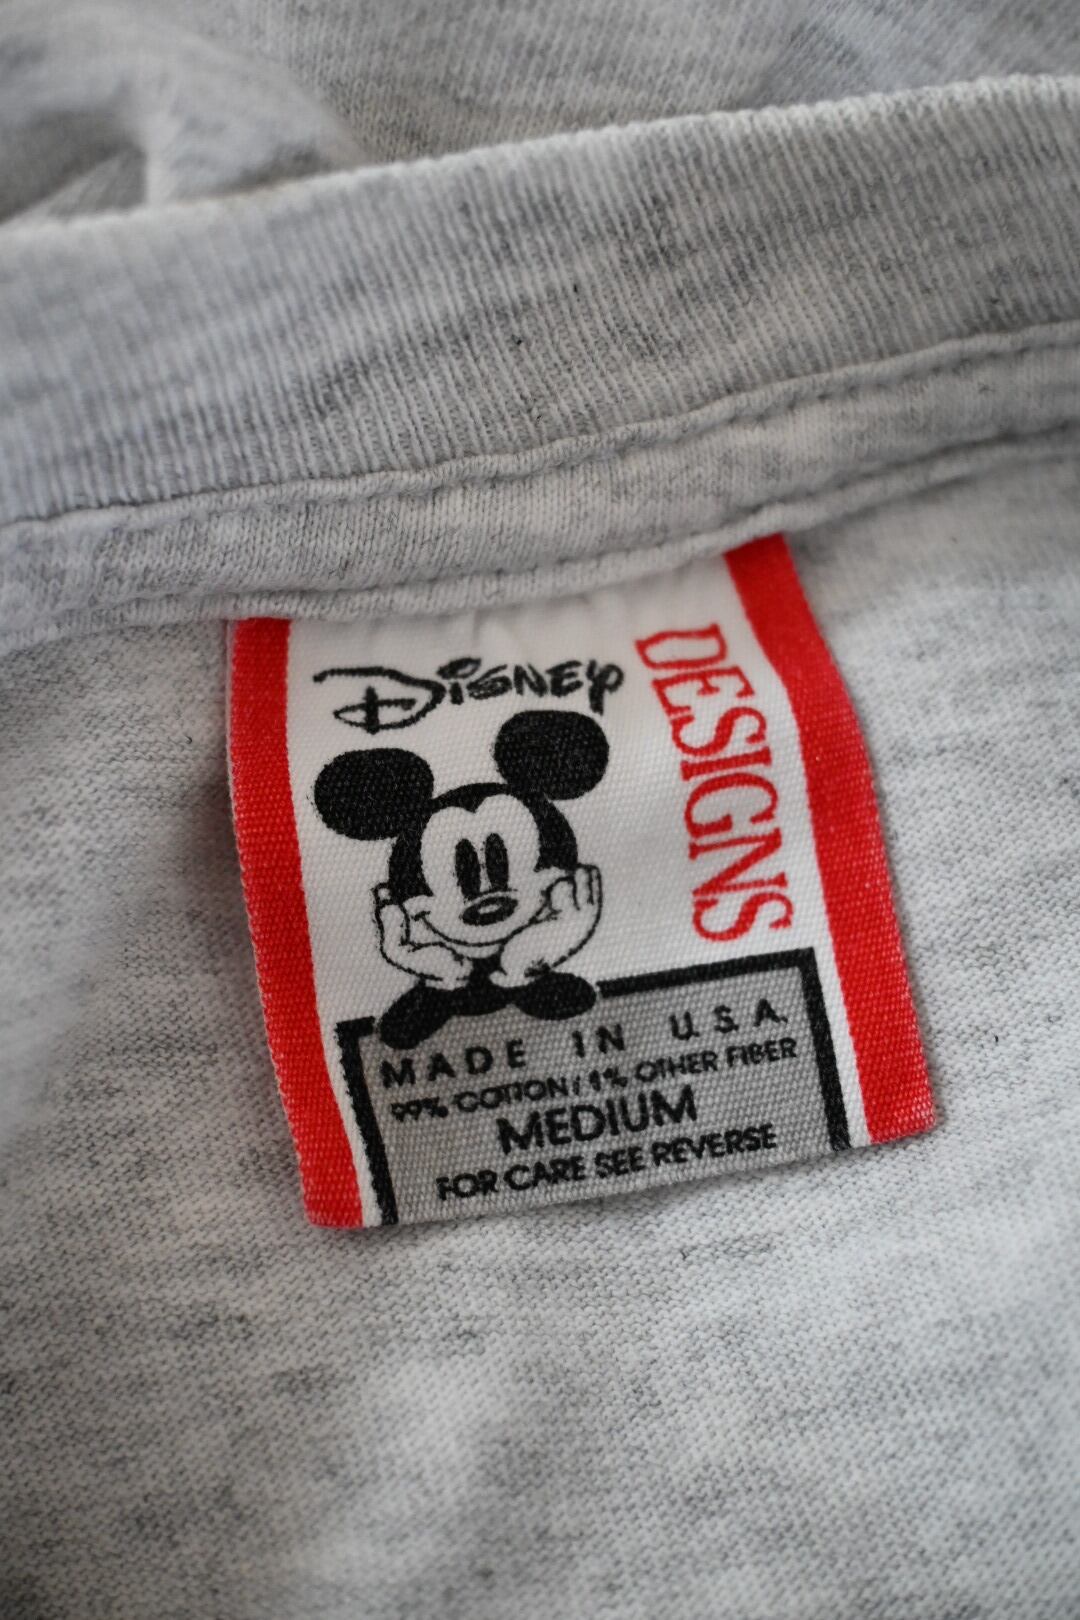 DISNEY
DESIGNS
MADE IN U.S.A.
99% COTTON/1% OTHER FIBER
MEDIUM
FOR CARE SEE REVERSE